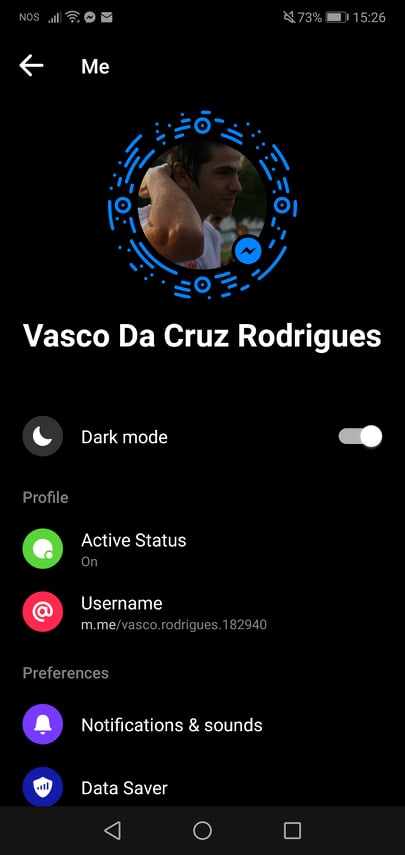 NOS 73% 15:26
Me
Vasco Da Cruz Rodrigues
Dark mode
Profile
Active Status
On
Username
m.me/vasco.rodrigues.182940
Preferences
Notifications & sounds
Data Saver